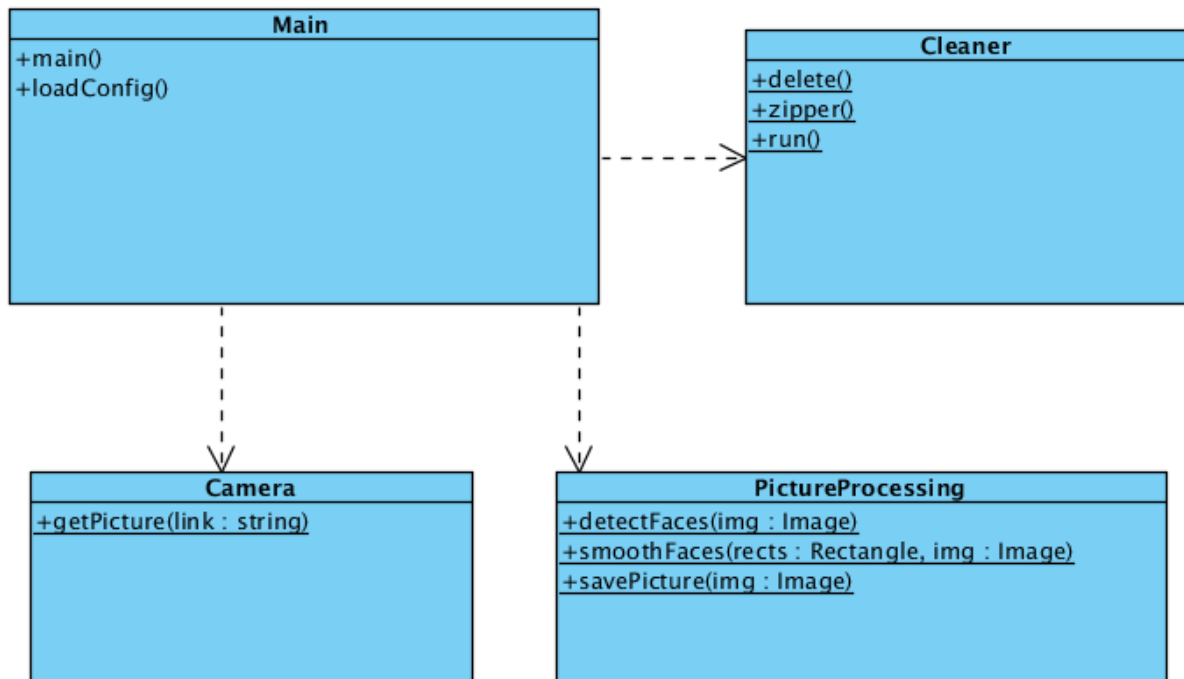 Main
+main()
+loadConfig()
Cleaner
+delete()
+zipper()
+run()
Camera
+getPicture(link : string)
PictureProcessing
+detectFaces(img : Image)
+smoothFaces(rects : Rectangle, img : Image)
+savePicture(img : Image)